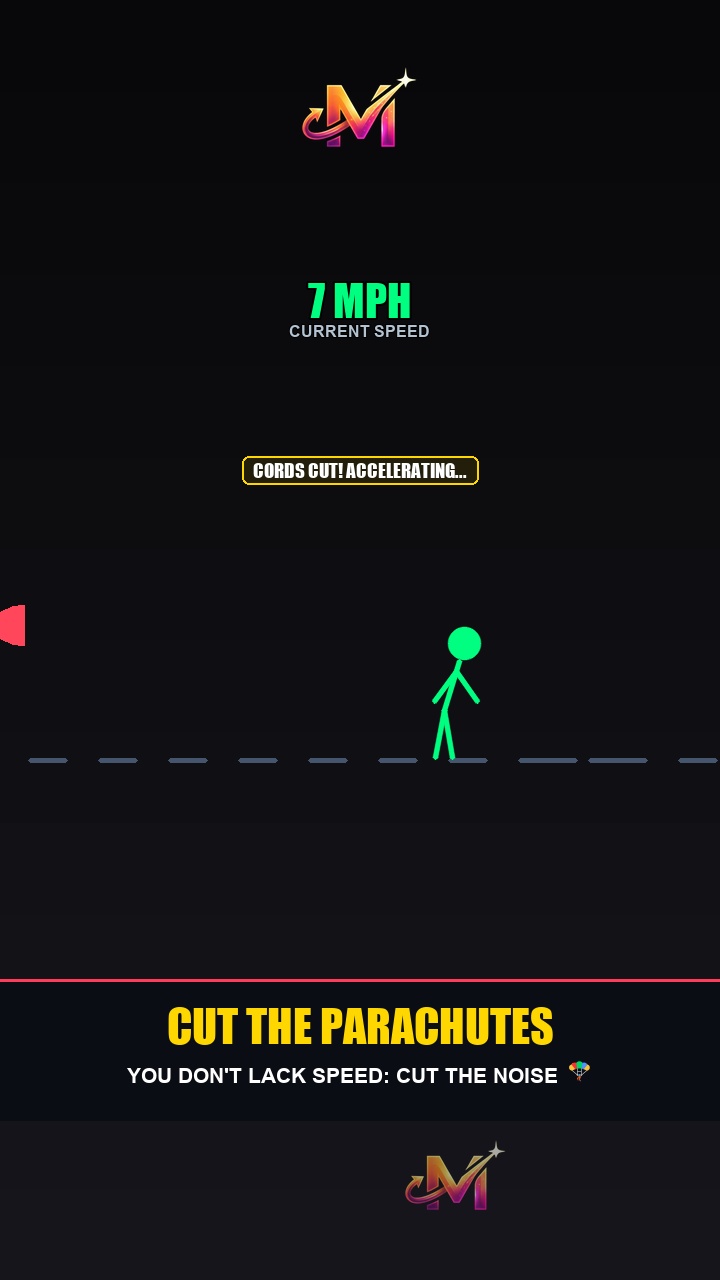 M
7 MPH
CURRENT SPEED
CORDS CUT! ACCELERATING...
CUT THE PARACHUTES
YOU DON'T LACK SPEED: CUT THE NOISE
M